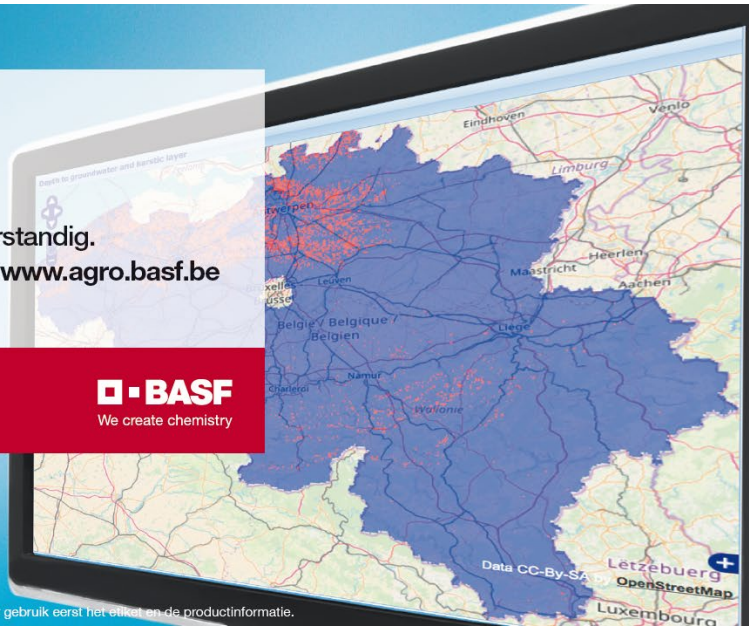 Depth to groundwater and karstic layer
rstandig.
www.agro.basf.be
BASF
We create chemistry
gebruik eerst het etiket en de productinformatie.
Eindhoven
Venlo
Limburg
werpen
Leuven
Maastricht
Heerlen
Aachen
België / Belgique /
Belgien
Liège
Namur
Charleroi
Wallonie
Data CC-By-SA by
OpenStreetMap
Lëtzebuerg
Luxembourg